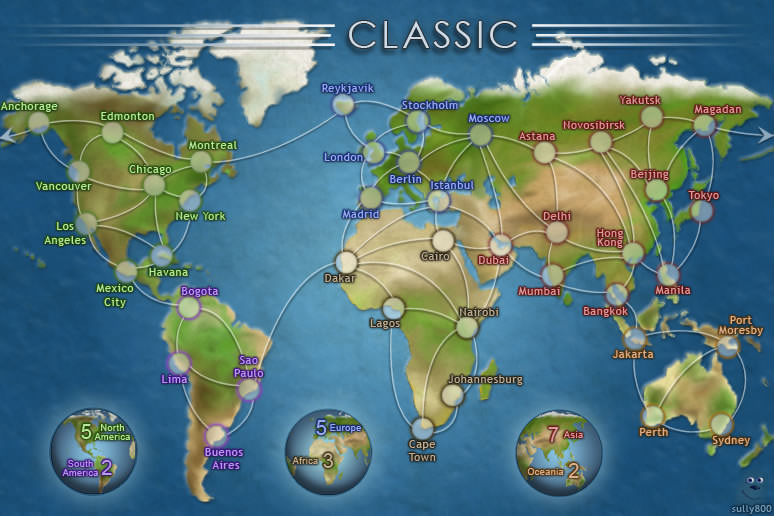 CLASSIC
Reykjavik
Anchorage
Edmonton
Stockholm
Moscow
Yakutsk
Magadan
Novosibirsk
Astana
Montreal
London
Chicago
Vancouver
Berlin
Istanbul
Beijing
Tokyo
New York
Madrid
Los
Angeles
Delhi
Hong
Kong
Cairo
Dubai
Havana
Dakar
Mexico
City
Bogota
Mumbai
Manila
Bangkok
Lagos
Nairobi
Port
Moresby
Jakarta
Lima
Sao
Paulo
Johannesburg
Perth
Sydney
Buenos
Aires
Cape
Town
5 North
America
South
America 2
5 Europe
Africa 3
7 Asia
Oceania 2
sully800